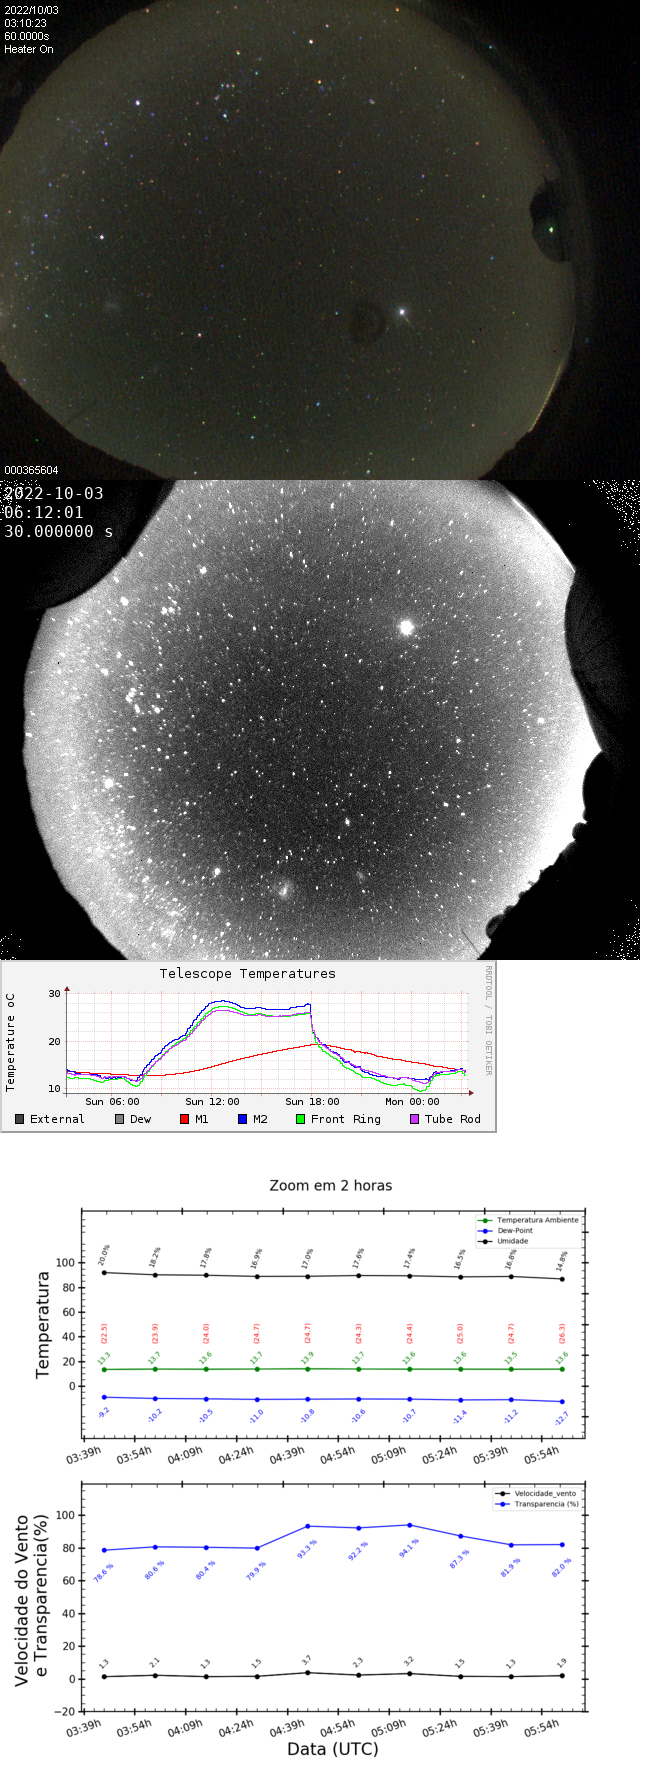 2022/10/03
03:10:23
60.0000s
Heater On
000365604
2022-10-03
06:12:01
30.000000 s
Telescope Temperatures
RRDTOOL / TOBI OETIKER
Temperature oC
30
20
10
Sun 06:00 Sun 12:00 Sun 18:00 Mon 00:00
External Dew M1 M2 Front Ring Tube Rod
Zoom em 2 horas
Temperatura Ambiente
Dew-Point
Umidade
Temperatura
100
80
60
40
20
0
20.0% 18.2% 17.8% 16.9% 17.0% 17.6% 17.4% 16.5% 16.8% 14.8%
(22.5) (23.9) (24.0) (24.7) (24.7) (24.3) (24.4) (25.0) (24.7) (26.3)
13.3 13.7 13.6 13.7 13.9 13.7 13.6 13.6 13.5 13.6
-9.2 -10.2 -10.5 -11.0 -10.8 -10.6 -10.7 -11.4 -11.2 -12.7
03:39h 03:54h 04:09h 04:24h 04:39h 04:54h 05:09h 05:24h 05:39h 05:54h
Velocidade_vento
Transparencia (%)
Velocidade do Vento
e Transparencia(%)
100
80
60
40
20
0
−20
78.6 % 80.6 % 80.4 % 79.9 % 93.3 % 92.2 % 94.1 % 87.3 % 81.9 % 82.0 %
1.3 2.1 1.3 1.5 3.7 2.3 3.2 1.5 1.3 1.9
03:39h 03:54h 04:09h 04:24h 04:39h 04:54h 05:09h 05:24h 05:39h 05:54h
Data (UTC)